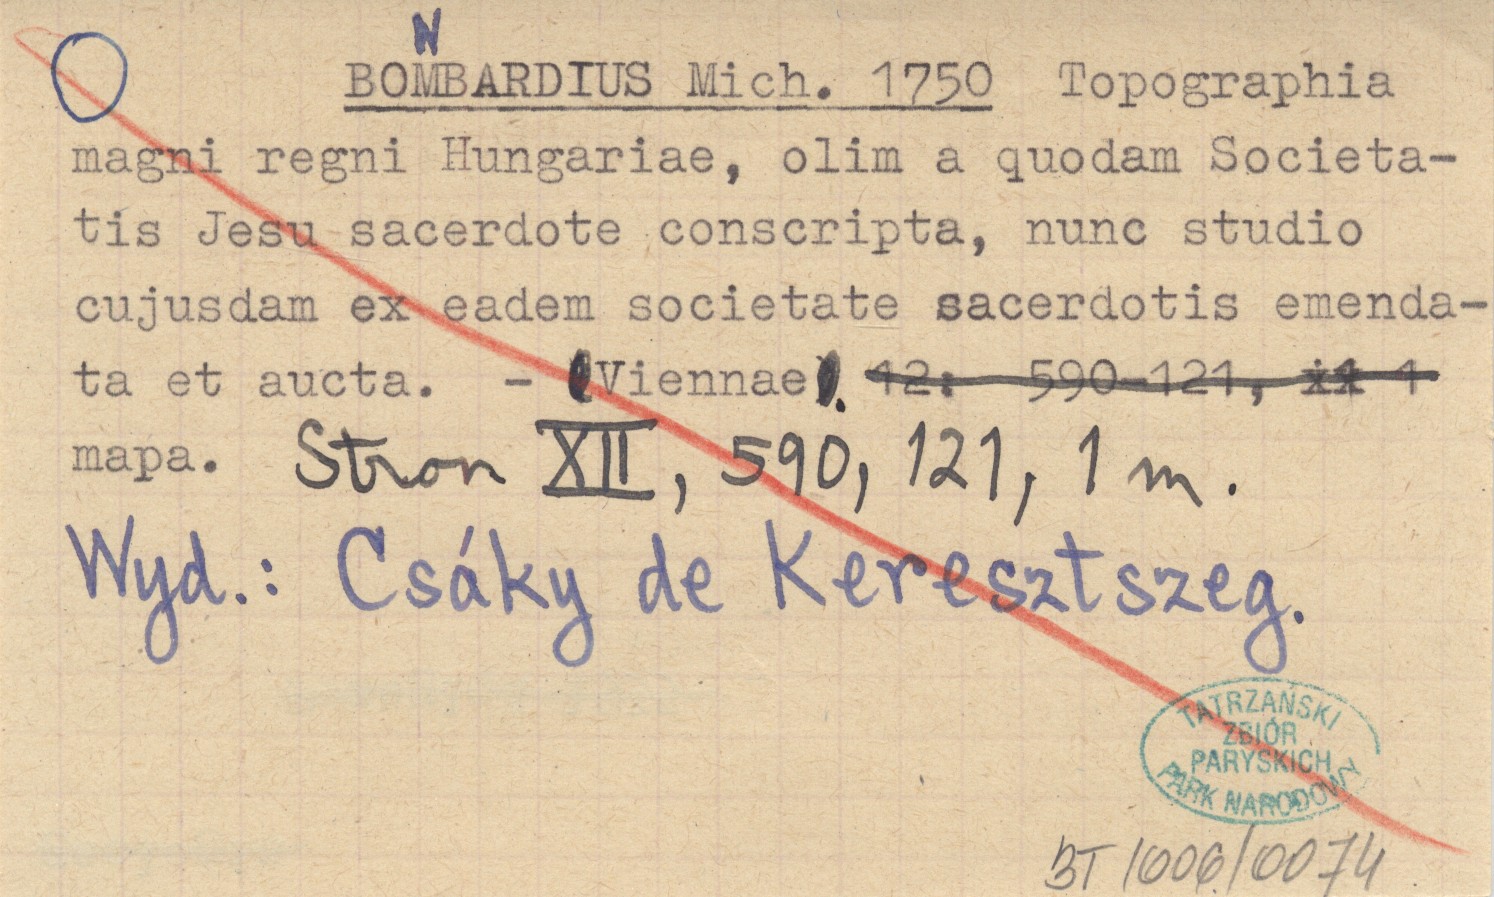 N
BOMBARDIUS Mich. 1750 Topographia
magni regni Hungariae, olim a quodam Societa-
tis Jesu sacerdote conscripta, nunc studio
cujusdam ex eadem societate sacerdotis emenda-
ta et aucta. - (Viennae). 12: 590-121, 1
mapa. Stron XII, 590, 121, 1 m.
Wyd.: Csáky de Keresztszeg.
TATRZAŃSKI
ZBIÓR
PARYSKICH
PARK NARODOWY
BT/006/0074